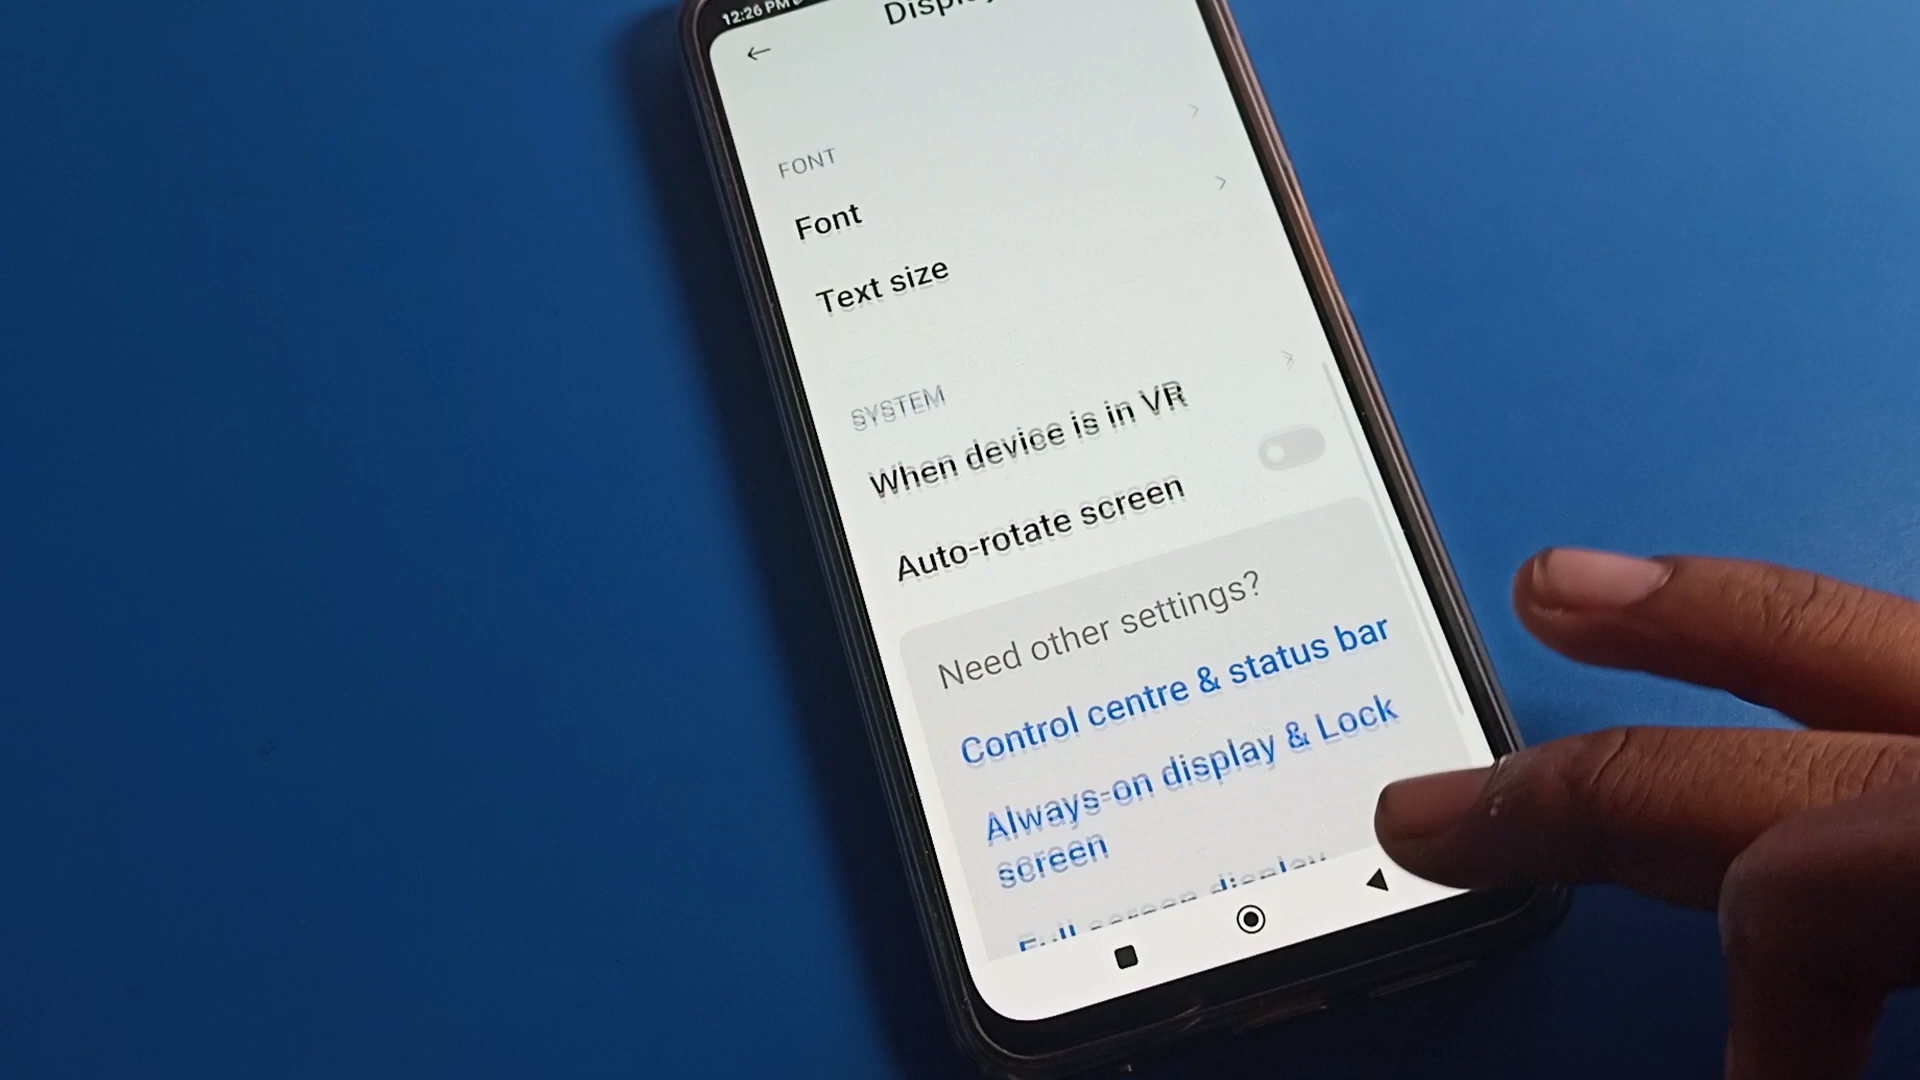 12:26 PM
Display
FONT
Font
Text size
SYSTEM
When device is in VR
Auto-rotate screen
Need other settings?
Control centre & status bar
Always-on display & Lock
screen
Full screen display